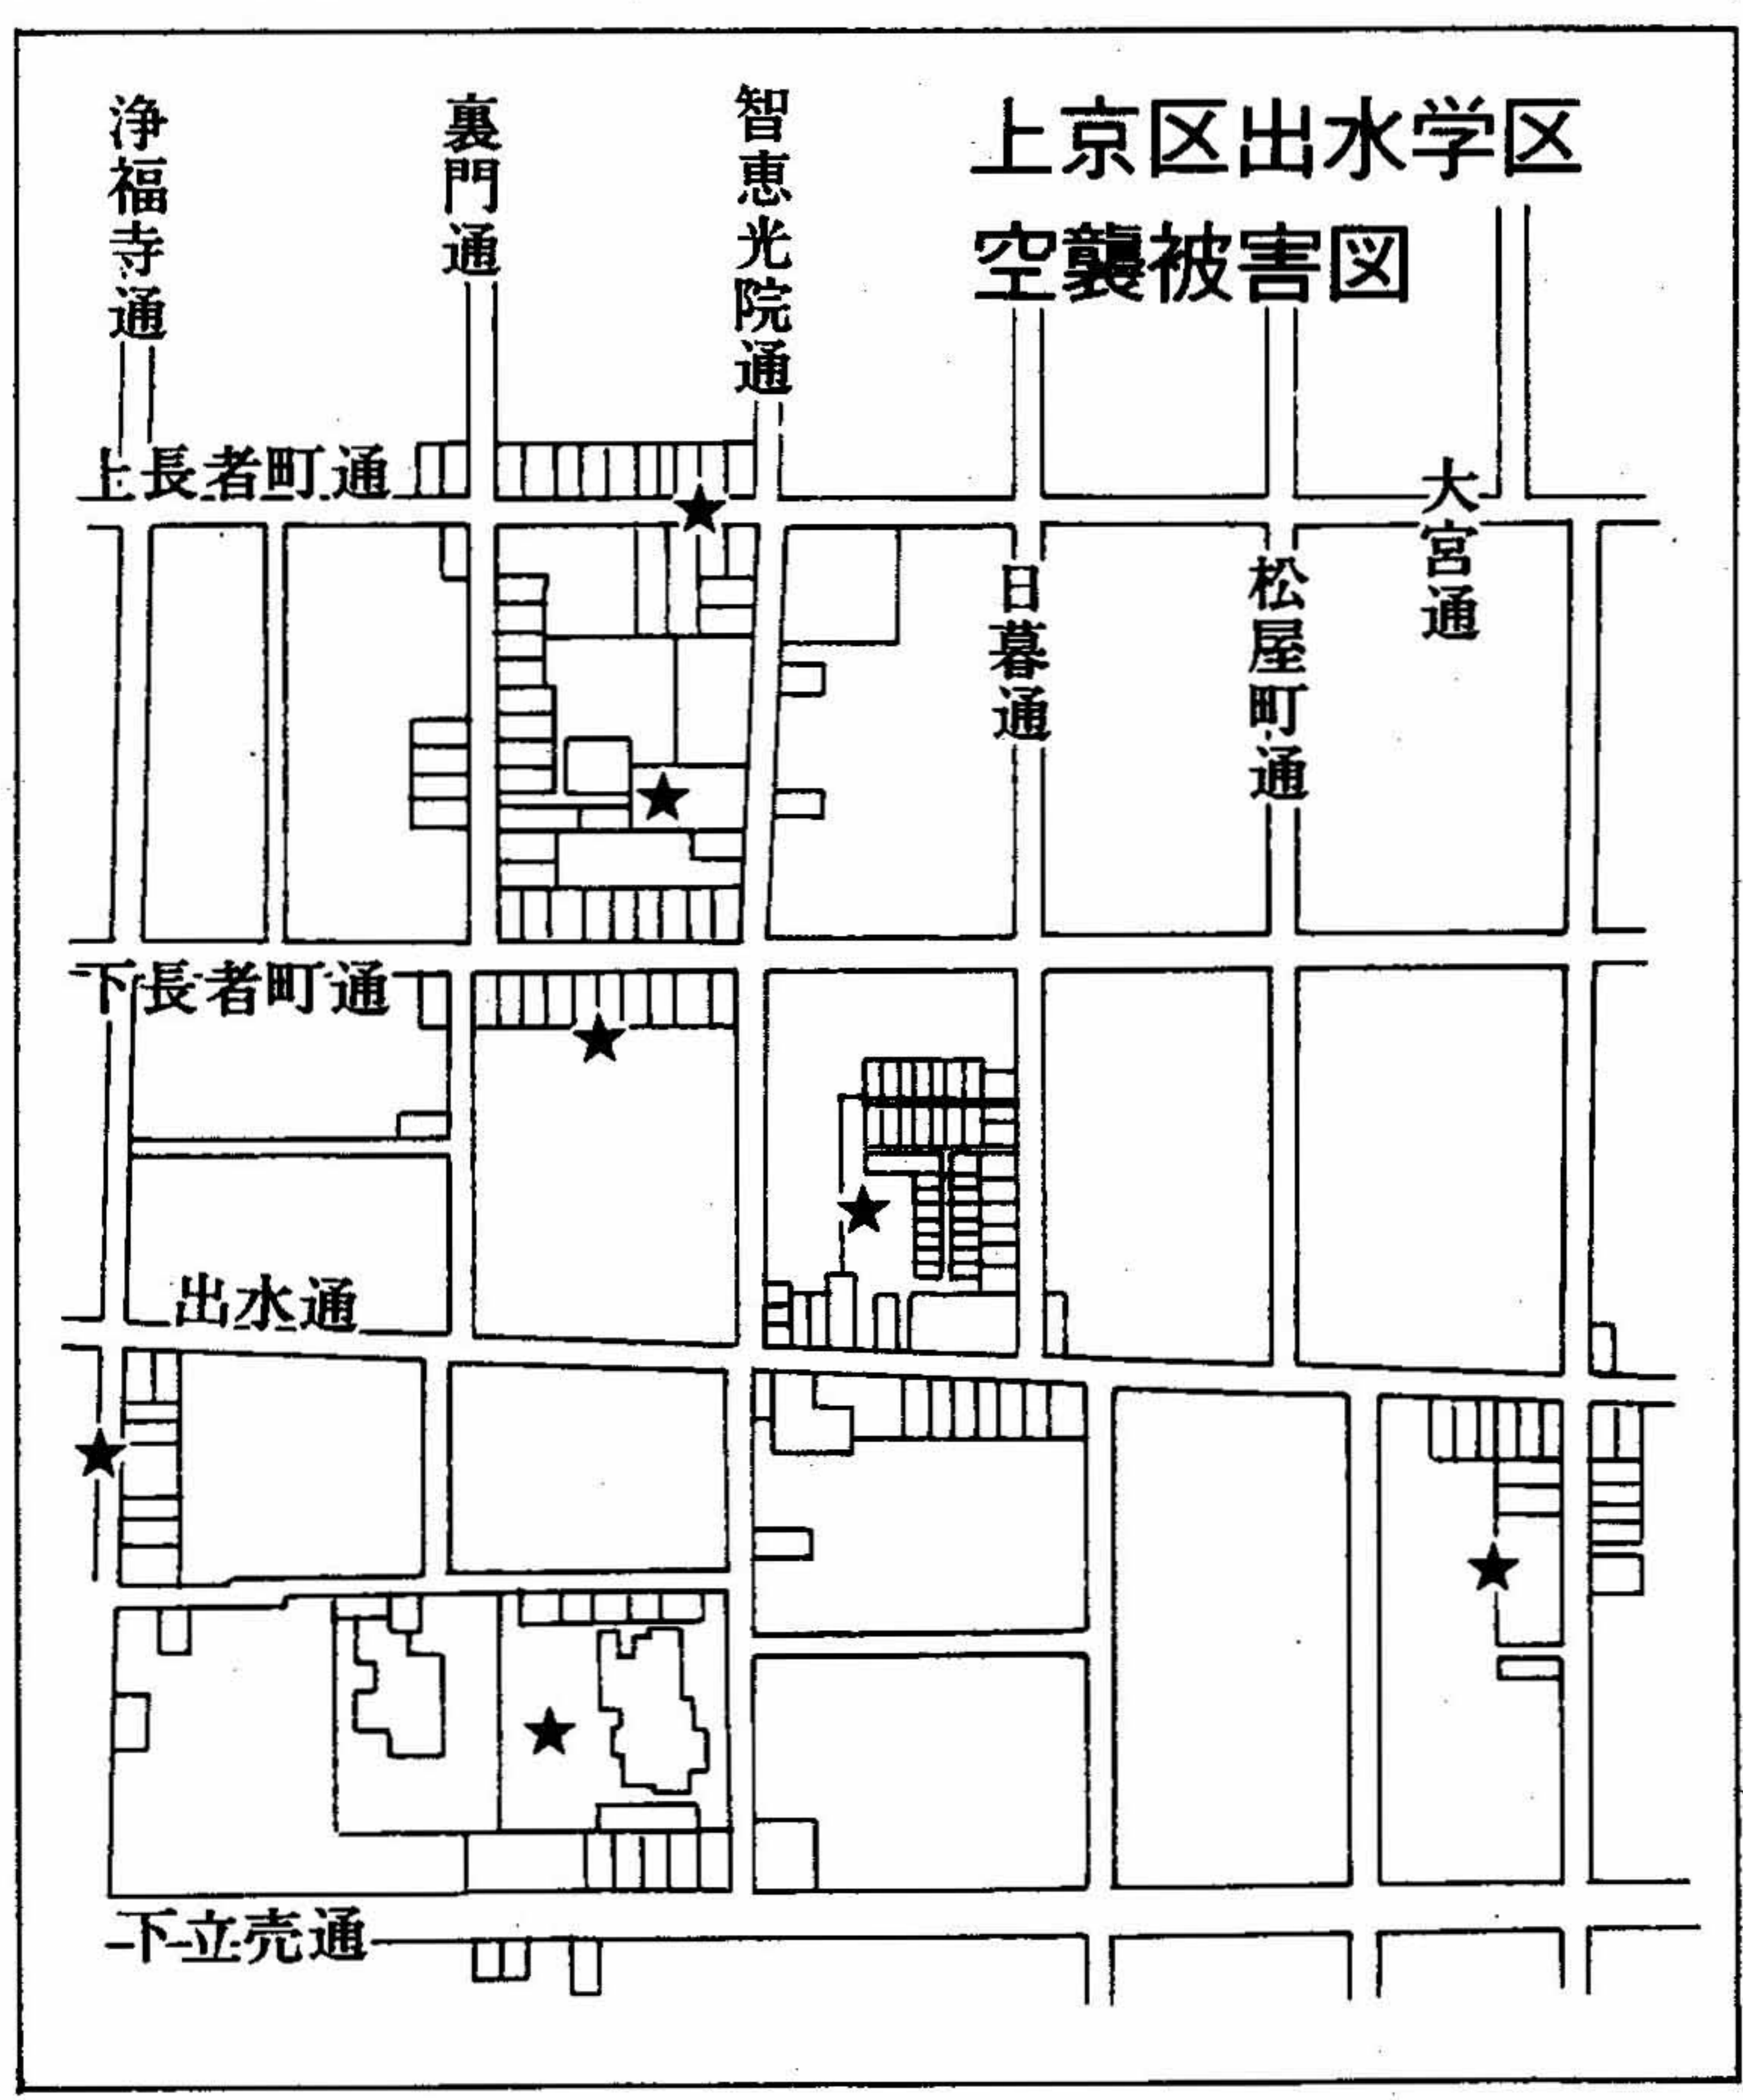 上京区出水学区
空襲被害図
浄福寺通
裏門通
智恵光院通
日暮通
松屋町通
大宮通
上長者町通
下長者町通
出水通
下立売通